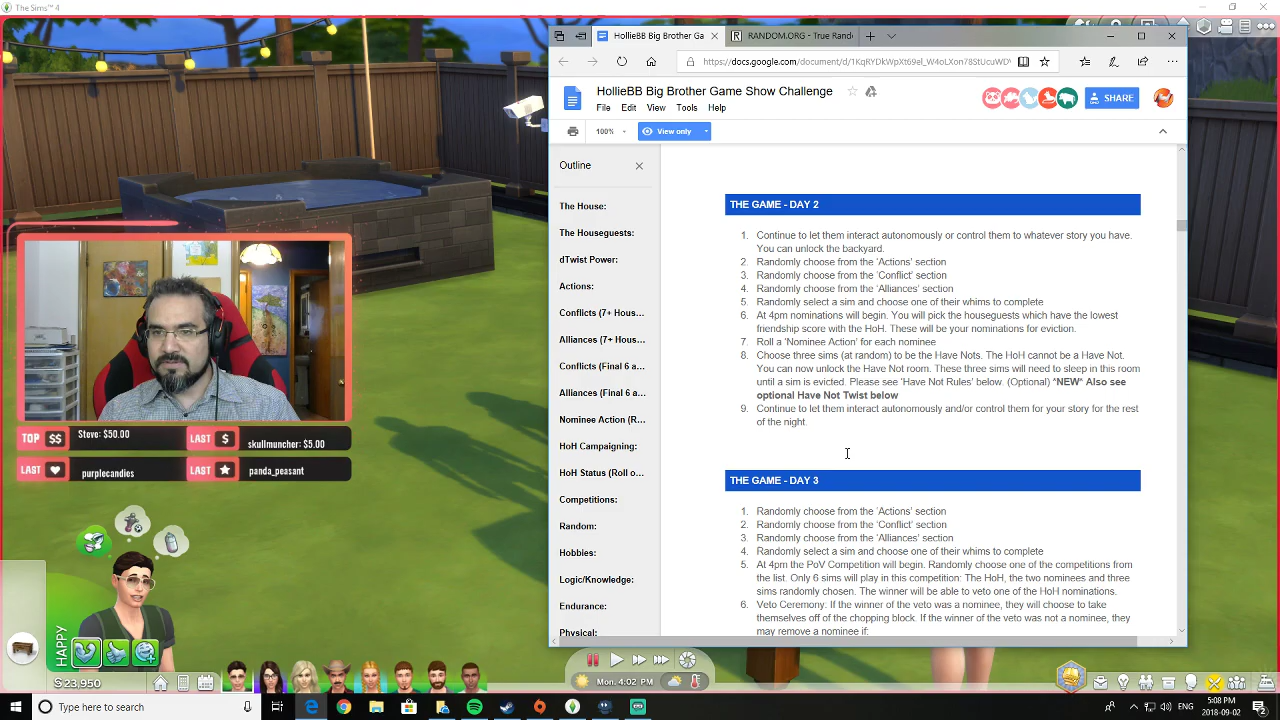 The Sims™ 4
HollieBB Big Brother Ga
RANDOM.ORG - True Rand
HollieBB Big Brother Game Show Challenge
File Edit View Tools Help
SHARE
100%
View only
Outline
The House:
The Houseguests:
dTwist Power:
Actions:
Conflicts (7+ Hous...
Alliances (7+ Hous...
Conflicts (Final 6 a...
Alliances (Final 6 a...
Nominee Action (R...
HoH Campaigning:
HoH Status (Roll o...
Competitions:
Random:
Hobbies:
Logic/Knowledge:
Endurance:
Physical:
THE GAME - DAY 2
1. Continue to let them interact autonomously or control them to whatever story you have.
You can unlock the backyard.
2. Randomly choose from the 'Actions' section
3. Randomly choose from the 'Conflict' section
4. Randomly choose from the 'Alliances' section
5. Randomly select a sim and choose one of their whims to complete
6. At 4pm nominations will begin. You will pick the houseguests which have the lowest
friendship score with the HoH. These will be your nominations for eviction.
7. Roll a 'Nominee Action' for each nominee
8. Choose three sims (at random) to be the Have Nots. The HoH cannot be a Have Not.
You can now unlock the Have Not room. These three sims will need to sleep in this room
until a sim is evicted. Please see 'Have Not Rules' below. (Optional) *NEW* Also see
optional Have Not Twist below
9. Continue to let them interact autonomously and/or control them for your story for the rest
of the night.
THE GAME - DAY 3
1. Randomly choose from the 'Actions' section
2. Randomly choose from the 'Conflict' section
3. Randomly choose from the 'Alliances' section
4. Randomly select a sim and choose one of their whims to complete
5. At 4pm the PoV Competition will begin. Randomly choose one of the competitions from
the list. Only 6 sims will play in this competition: The HoH, the two nominees and three
sims randomly chosen. The winner will be able to veto one of the HoH nominations.
6. Veto Ceremony: If the winner of the veto was a nominee, they will choose to take
themselves off of the chopping block. If the winner of the veto was not a nominee, they
may remove a nominee if:
TOP $$ Steve: $50.00
LAST $ skullmuncher: $5.00
LAST purplecandies
LAST panda_peasant
HAPPY
§23,950
Mon. 4:02 PM
Type here to search
ENG
5:08 PM
2018-09-02
2